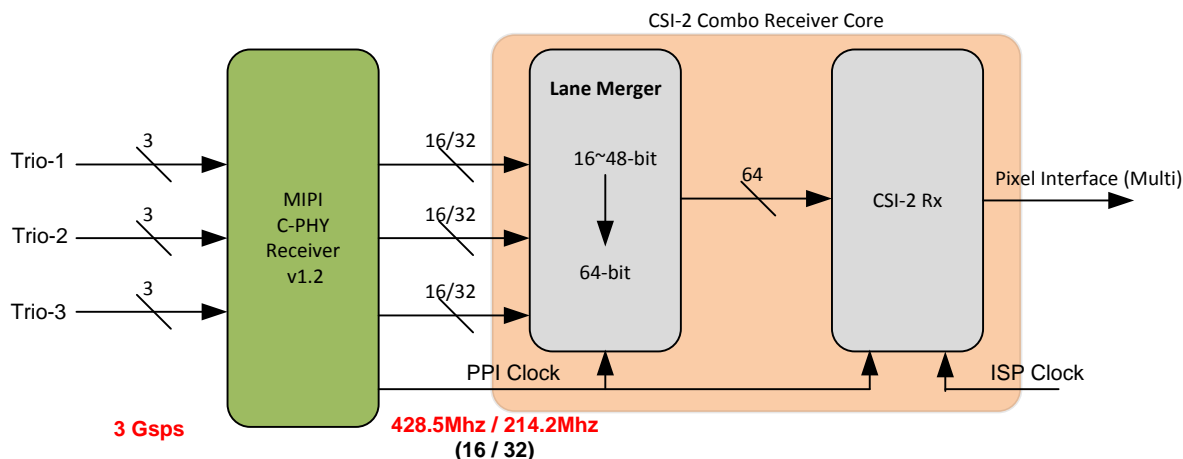 CSI-2 Combo Receiver Core
Lane Merger
16~48-bit
64-bit
MIPI
C-PHY
Receiver
v1.2
Trio-1
3
16/32
Trio-2
3
16/32
Trio-3
3
16/32
64
CSI-2 Rx
Pixel Interface (Multi)
PPI Clock
ISP Clock
3 Gsps
428.5Mhz / 214.2Mhz
(16 / 32)